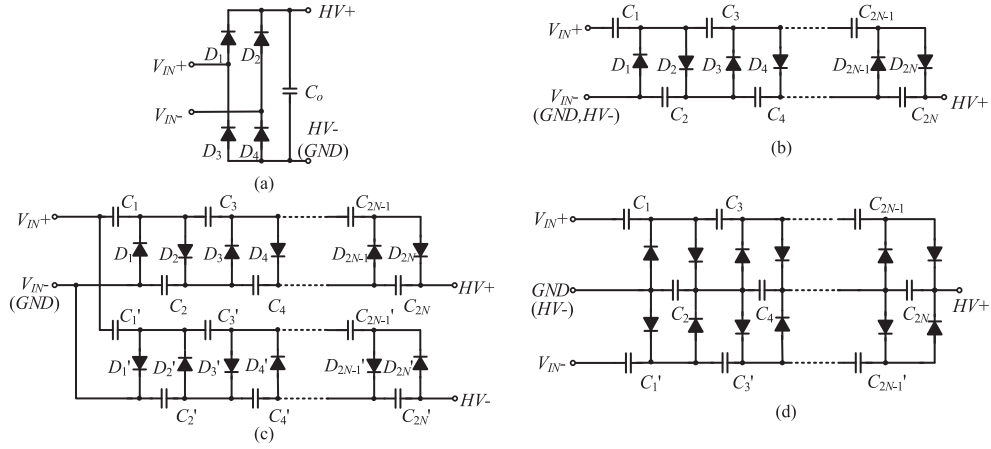 HV+
D1 D2
VIN+
Co
VIN-
HV-
(GND)
D3 D4
(a)
C1 C3 C2N-1
VIN+
D1 D2 D3 D4 D2N-1 D2N
VIN-
(GND,HV-)
C2 C4 C2N
HV+
(b)
C1 C3 C2N-1
VIN+
D1 D2 D3 D4 D2N-1 D2N
VIN-
(GND)
C2 C4 C2N
HV+
C1' C3' C2N-1'
D1' D2' D3' D4' D2N-1' D2N'
C2' C4' C2N'
HV-
(c)
C1 C3 C2N-1
VIN+
GND
(HV-)
C2 C4 C2N
HV+
VIN-
C1' C3' C2N-1'
(d)